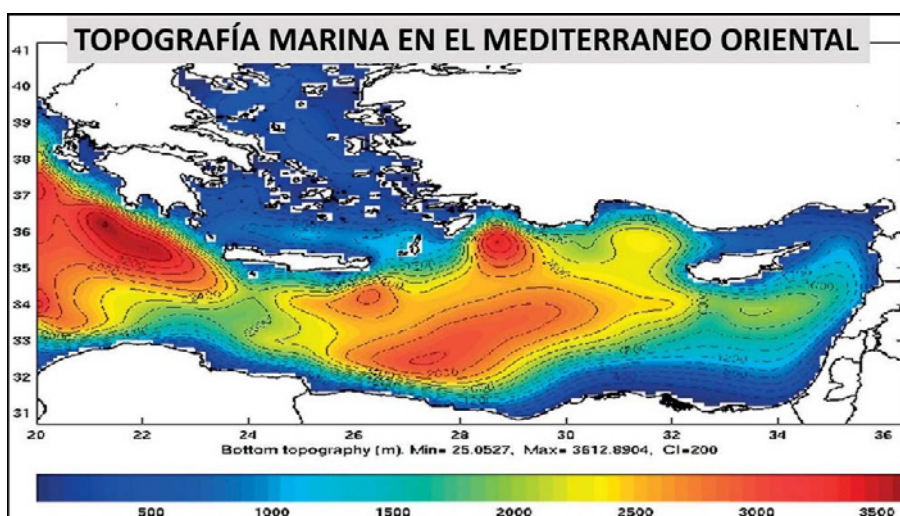 TOPOGRAFÍA MARINA EN EL MEDITERRANEO ORIENTAL
41
40
39
38
37
36
35
34
33
32
31
20 22 24 26 28 30 32 34 36
Bottom topography (m). Min= 25.0527, Max= 3612.8904, CI=200
500 1000 1500 2000 2500 3000 3500